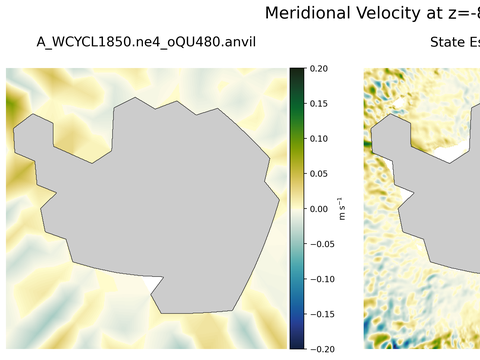 Meridional Velocity at z=-8
A_WCYCL1850.ne4_oQU480.anvil
State Es
0.20
0.15
0.10
0.05
0.00
−0.05
−0.10
−0.15
−0.20
m s⁻¹